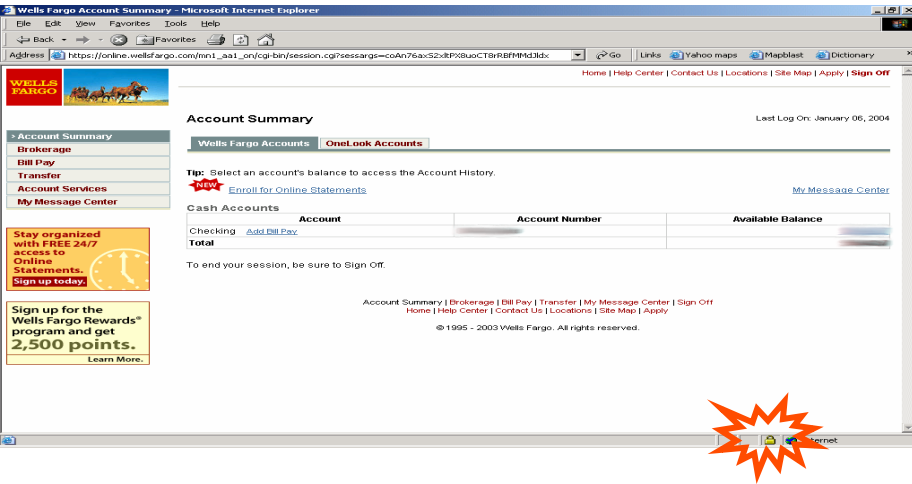 Wells Fargo Account Summary - Microsoft Internet Explorer
File Edit View Favorites Tools Help
Back Favorites
Address https://online.wellsfargo.com/mn1_aa1_on/cgi-bin/session.cgi?sessargs= Go Links Yahoo maps Mapblast Dictionary
Home | Help Center | Contact Us | Locations | Site Map | Apply | Sign Off
WELLS
FARGO
Account Summary
Last Log On: January 06, 2004
> Account Summary
Brokerage
Bill Pay
Transfer
Account Services
My Message Center
Wells Fargo Accounts OneLook Accounts
Tip: Select an account's balance to access the Account History.
NEW Enroll for Online Statements
My Message Center
Cash Accounts
Account Account Number Available Balance
Checking Add Bill Pay
Total
To end your session, be sure to Sign Off.
Stay organized
with FREE 24/7
access to
Online
Statements.
Sign up today.
Sign up for the
Wells Fargo Rewards®
program and get
2,500 points.
Learn More.
Account Summary | Brokerage | Bill Pay | Transfer | My Message Center | Sign Off
Home | Help Center | Contact Us | Locations | Site Map | Apply
© 1995 - 2003 Wells Fargo. All rights reserved.